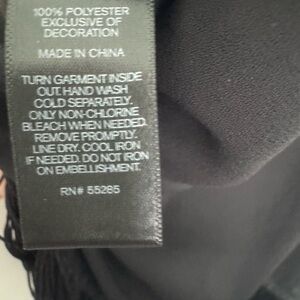 100% POLYESTER
EXCLUSIVE OF
DECORATION
MADE IN CHINA
TURN GARMENT INSIDE
OUT. HAND WASH
COLD SEPARATELY.
ONLY NON-CHLORINE
BLEACH WHEN NEEDED.
REMOVE PROMPTLY.
LINE DRY. COOL IRON
IF NEEDED. DO NOT IRON
ON EMBELLISHMENT.
RN# 55285